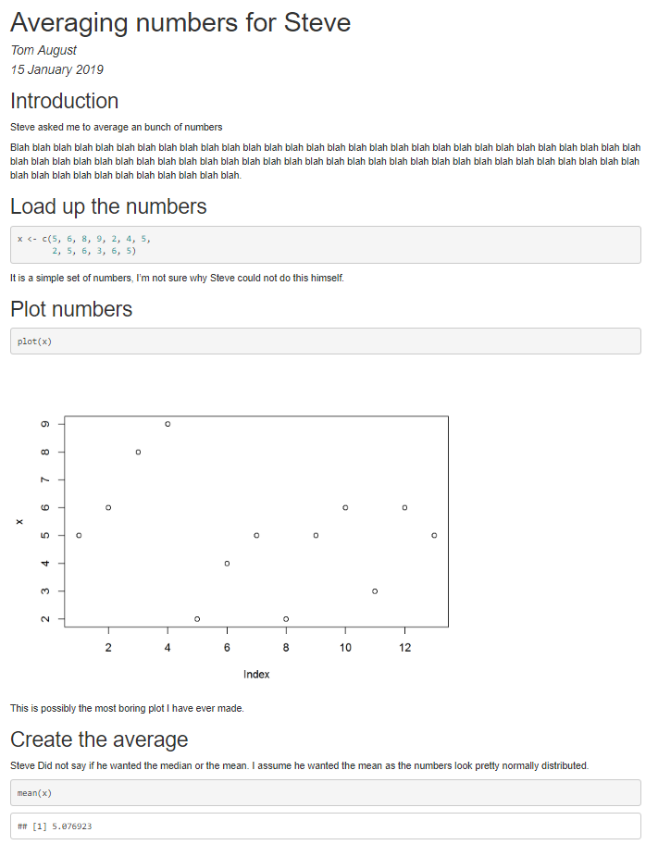 Averaging numbers for Steve
Tom August
15 January 2019
Introduction
Steve asked me to average an bunch of numbers
Blah blah blah blah blah blah blah blah blah blah blah blah blah blah blah blah blah blah blah blah blah blah blah blah blah blah blah blah blah blah
blah blah blah blah blah blah blah blah blah blah blah blah blah blah blah blah blah blah blah blah blah blah blah blah blah blah blah blah blah blah
blah blah blah blah blah blah blah blah blah blah blah.
Load up the numbers
x <- c(5, 6, 8, 9, 2, 4, 5,
2, 5, 6, 3, 6, 5)
It is a simple set of numbers, I'm not sure why Steve could not do this himself.
Plot numbers
plot(x)
9
8
7
6
5
4
3
2
x
2 4 6 8 10 12
Index
This is possibly the most boring plot I have ever made.
Create the average
Steve Did not say if he wanted the median or the mean. I assume he wanted the mean as the numbers look pretty normally distributed.
mean(x)
## [1] 5.076923